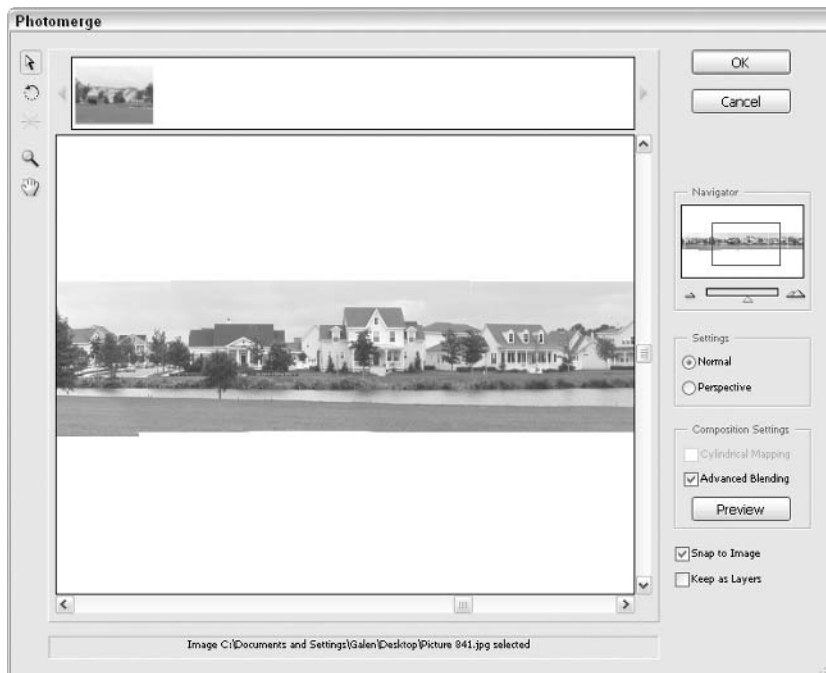 Photomerge
OK
Cancel
Navigator
Settings
Normal
Perspective
Composition Settings
Cylindrical Mapping
Advanced Blending
Preview
Snap to Image
Keep as Layers
Image C:\Documents and Settings\Galen\Desktop\Picture 841.jpg selected